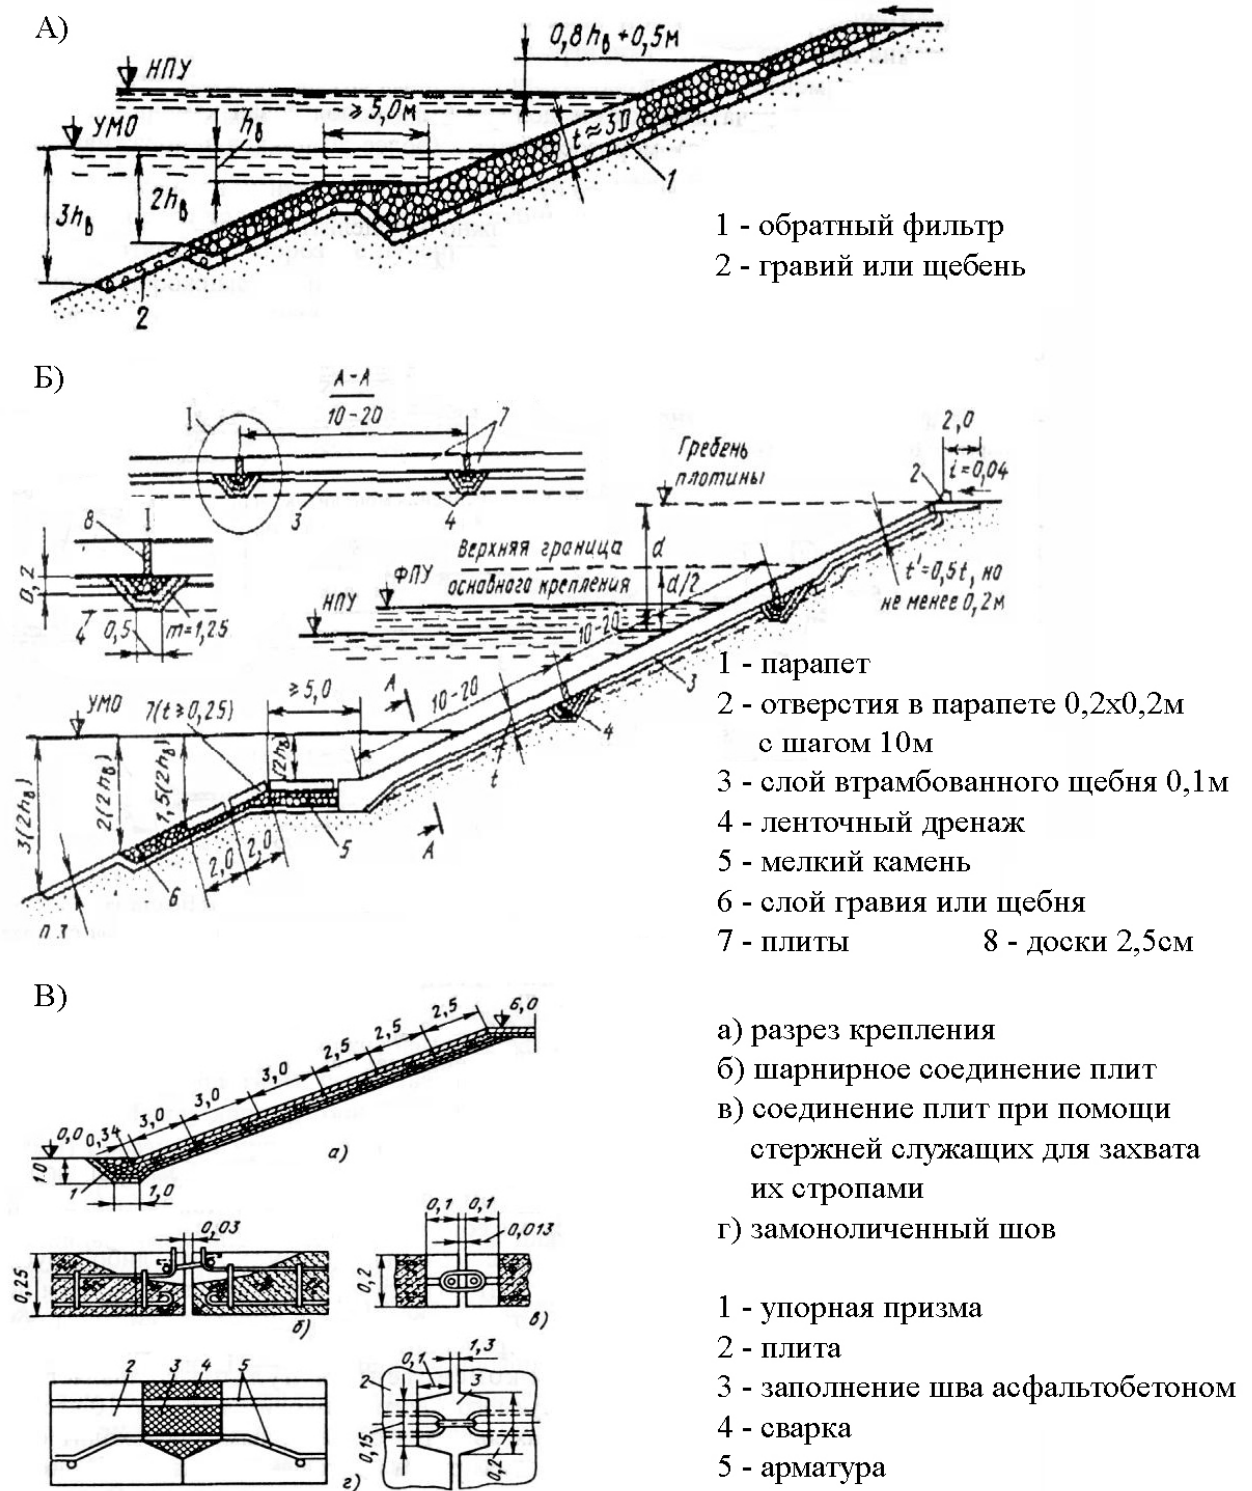 А)
0,8hв + 0,5м
НПУ
≥ 5,0м
УМО
hв
t ≈ 3D
2hв
3hв
1
2
1 - обратный фильтр
2 - гравий или щебень
Б)
А-А
10-20
I
7
3
4
8
I
0,2
4
0,5
m=1,25
Гребень
плотины
2,0
2
i=0,04
Верхняя граница
основного крепления
d
d/2
ФПУ
НПУ
t'=0,5t, но
не менее 0,2м
10-20
10-20
3
4
t
УМО
7(t ≥ 0,25)
≥ 5,0
А
А
3(2hв)
2(2hв)
1,5(2hв)
(2hв)
2,0
2,0
5
6
0,3
1 - парапет
2 - отверстия в парапете 0,2х0,2м
с шагом 10м
3 - слой втрамбованного щебня 0,1м
4 - ленточный дренаж
5 - мелкий камень
6 - слой гравия или щебня
7 - плиты 8 - доски 2,5см
В)
6,0
2,5
2,5
2,5
3,0
3,0
3,0
0,0
0,34
1,0
1
1,0
а)
0,03
0,25
б)
0,1 0,1
0,013
0,2
в)
2 3 4 5
г)
1,3
0,1
2
3
0,15
0,2
а) разрез крепления
б) шарнирное соединение плит
в) соединение плит при помощи
стержней служащих для захвата
их стропами
г) замоноличенный шов
1 - упорная призма
2 - плита
3 - заполнение шва асфальтобетоном
4 - сварка
5 - арматура